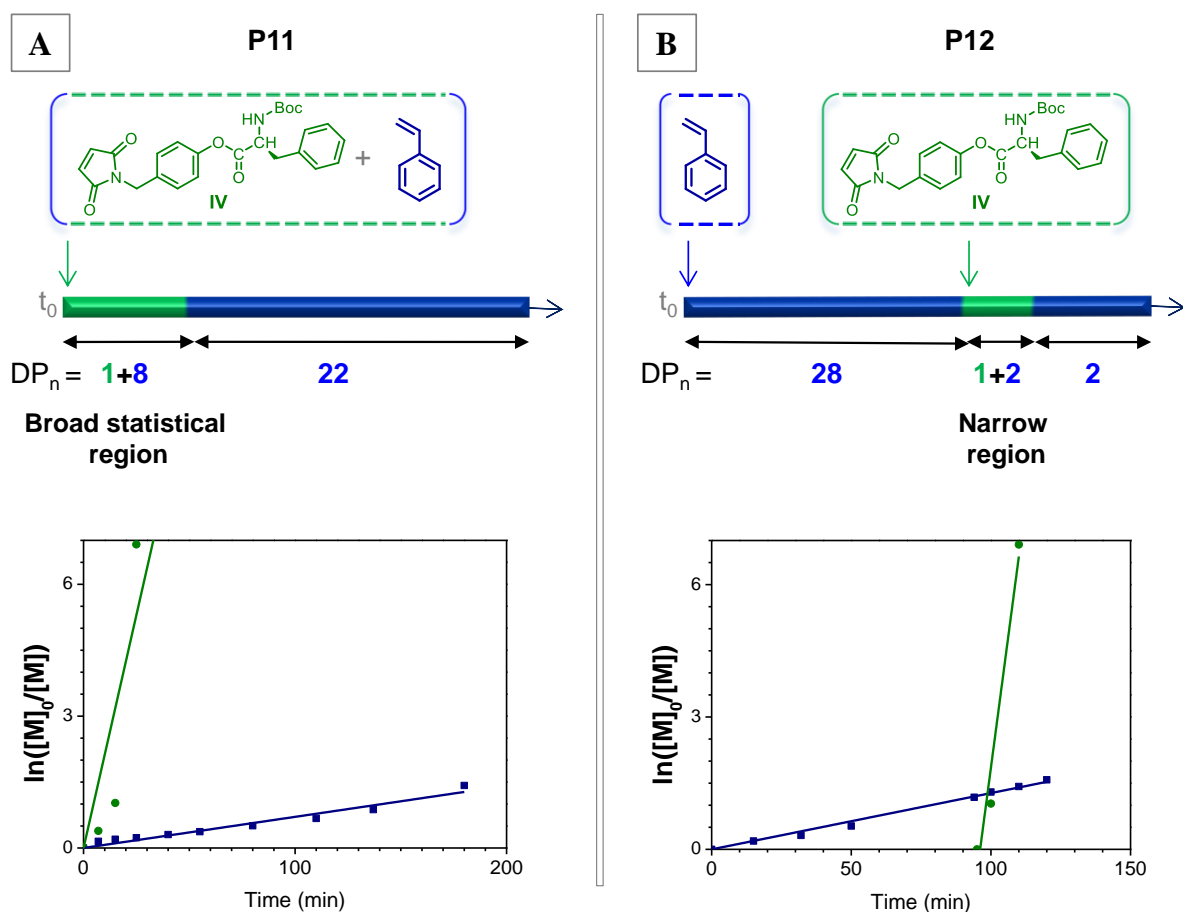 A
P11
Boc
HN
H
O
C
O
C
O
N
O
IV
+
t0
DPn = 1+8 22
Broad statistical
region
ln([M]0/[M])
6
3
0
0 100 200
Time (min)
B
P12
Boc
HN
H
O
C
O
C
O
N
O
IV
t0
DPn = 28 1+2 2
Narrow
region
ln([M]0/[M])
6
3
0
0 50 100 150
Time (min)